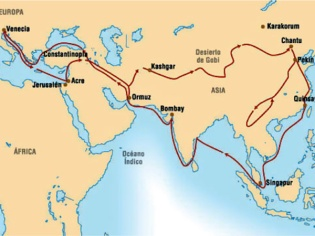 EUROPA
Venecia
Karakorum
Constantinopla
Desierto
de Gobi
Chantu
Pekín
Kashgar
Jerusalén
Acre
Ormuz
ASIA
Bombay
Quinsay
ÁFRICA
Océano
Índico
Singapur